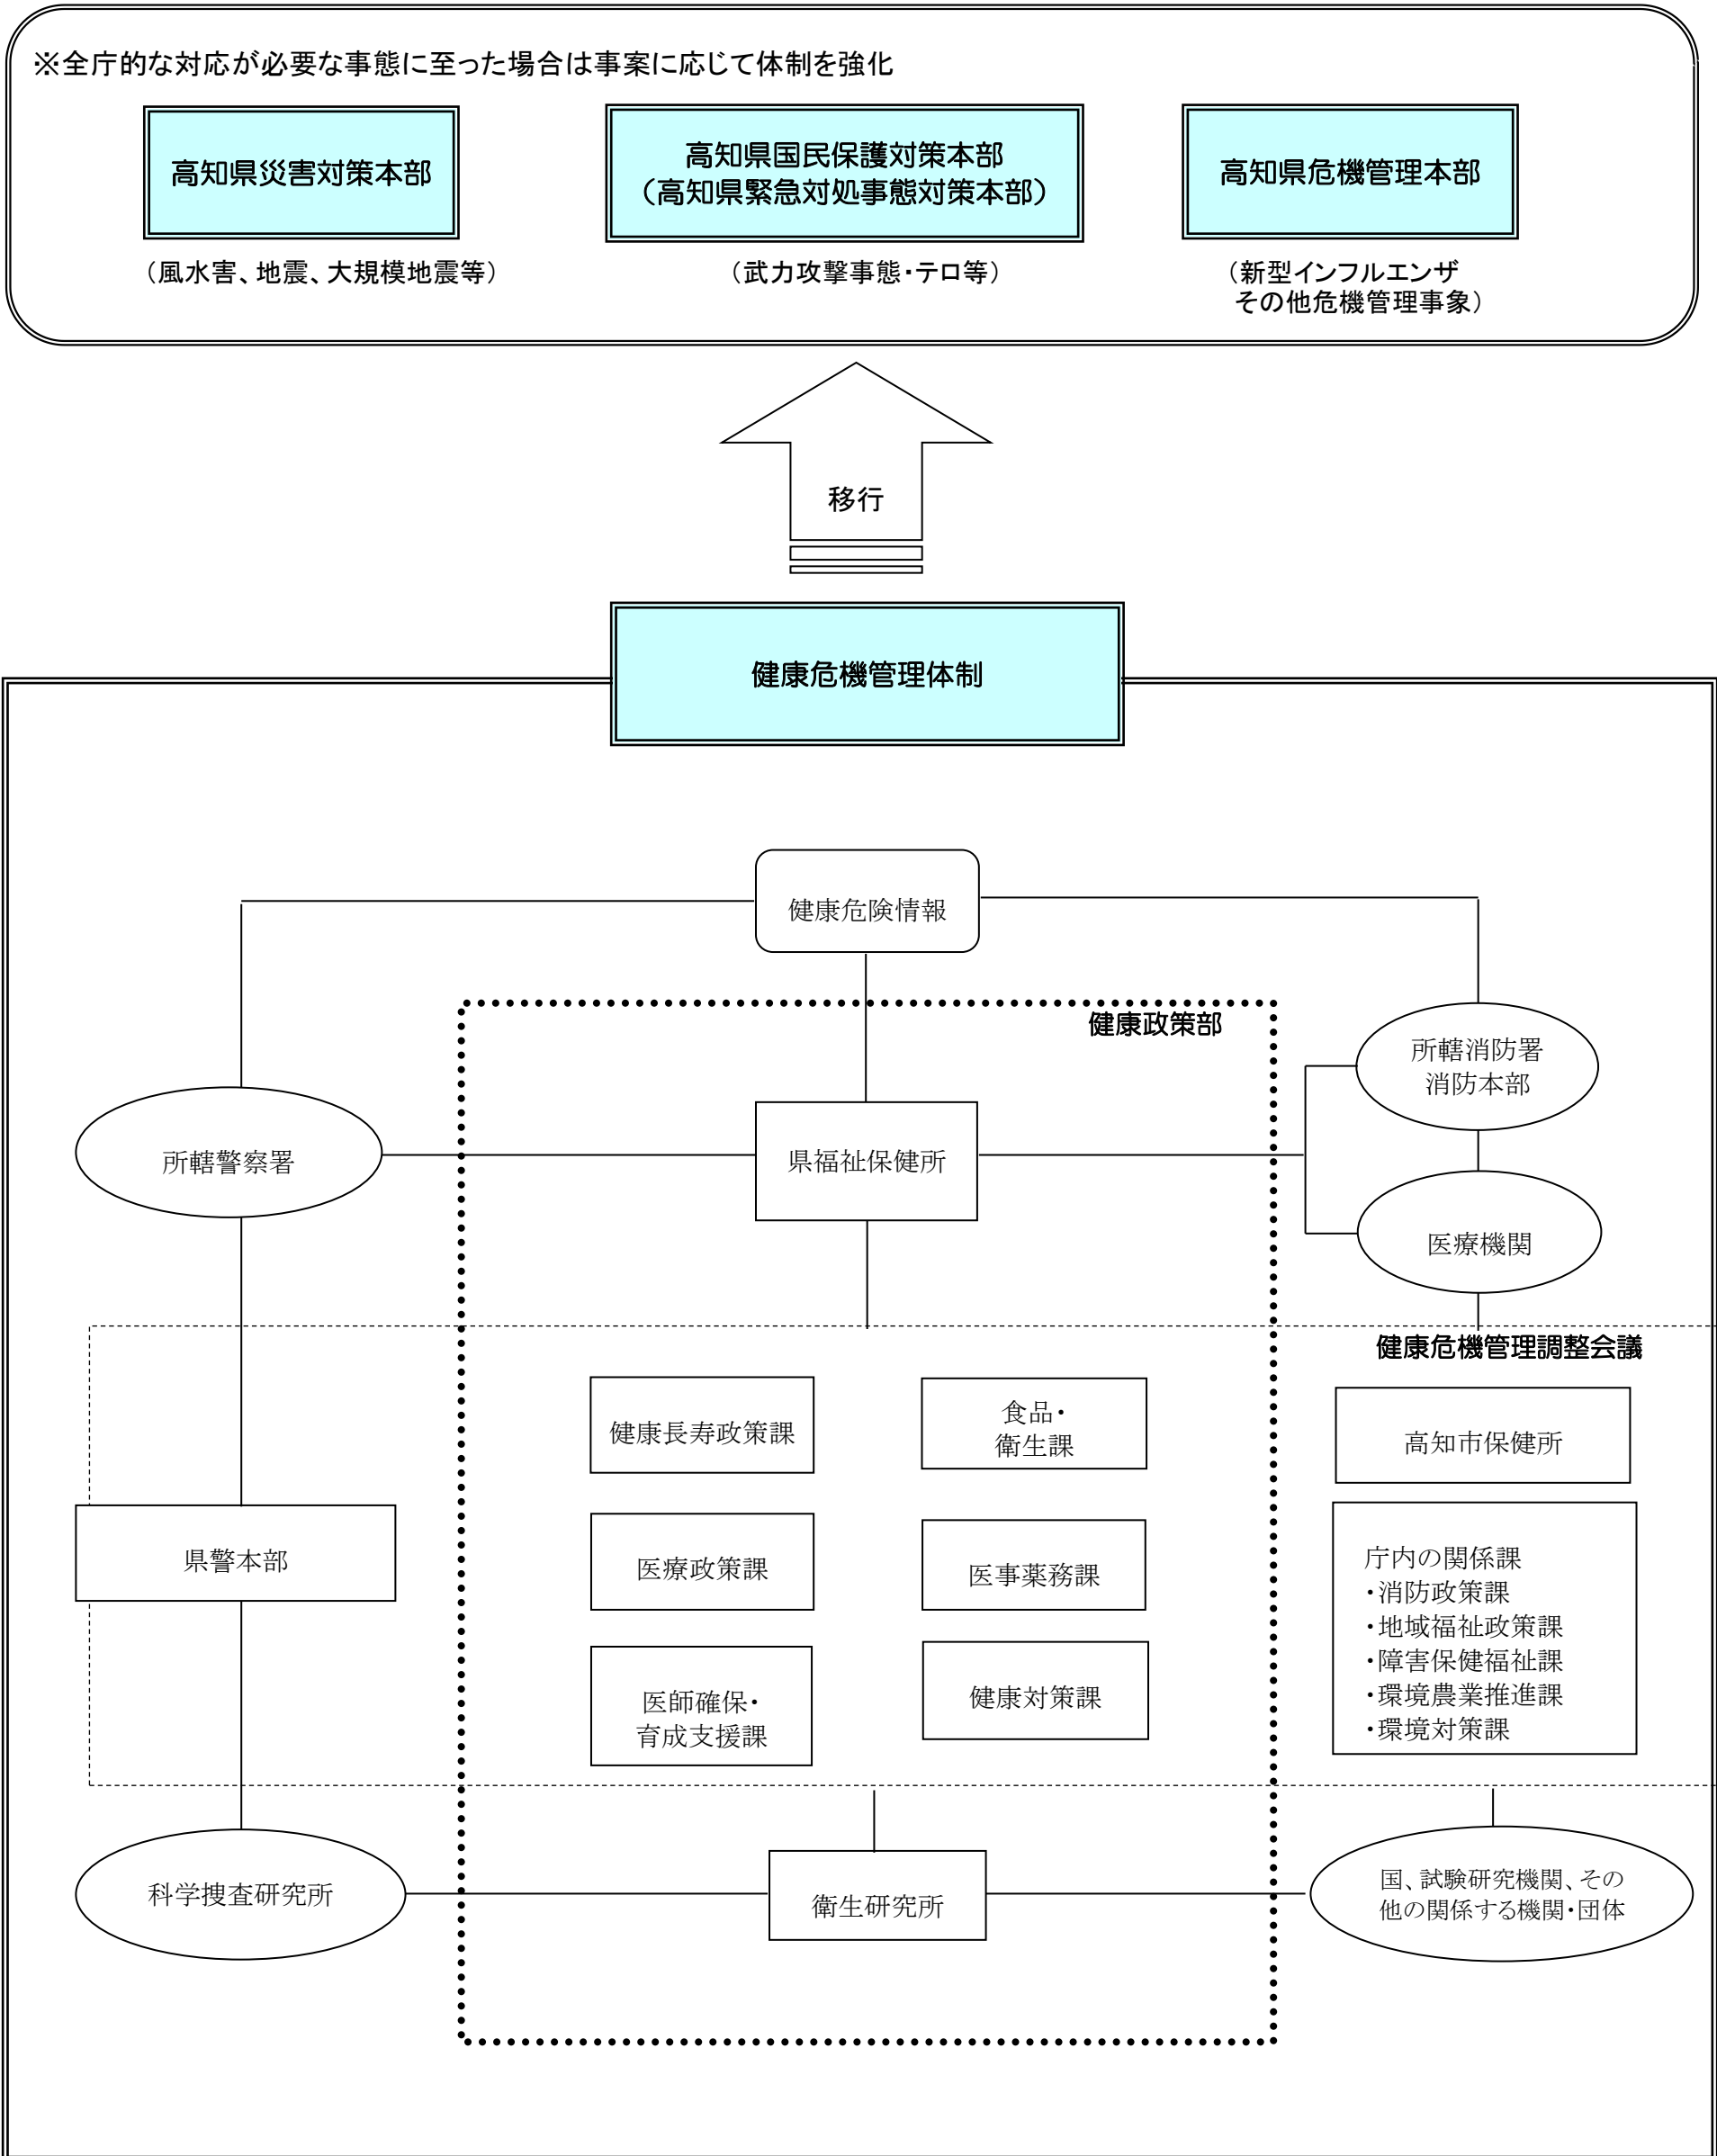 ※全庁的な対応が必要な事態に至った場合は事案に応じて体制を強化
高知県災害対策本部
高知県国民保護対策本部
（高知県緊急対処事態対策本部）
高知県危機管理本部
（風水害、地震、大規模地震等）
（武力攻撃事態・テロ等）
（新型インフルエンザ
その他危機管理事象）
移行
健康危機管理体制
健康危険情報
健康政策部
所轄消防署
消防本部
所轄警察署
県福祉保健所
医療機関
健康危機管理調整会議
健康長寿政策課
食品・
衛生課
高知市保健所
県警本部
医療政策課
医事薬務課
庁内の関係課
・消防政策課
・地域福祉政策課
・障害保健福祉課
・環境農業推進課
・環境対策課
医師確保・
育成支援課
健康対策課
科学捜査研究所
衛生研究所
国、試験研究機関、その
他の関係する機関・団体